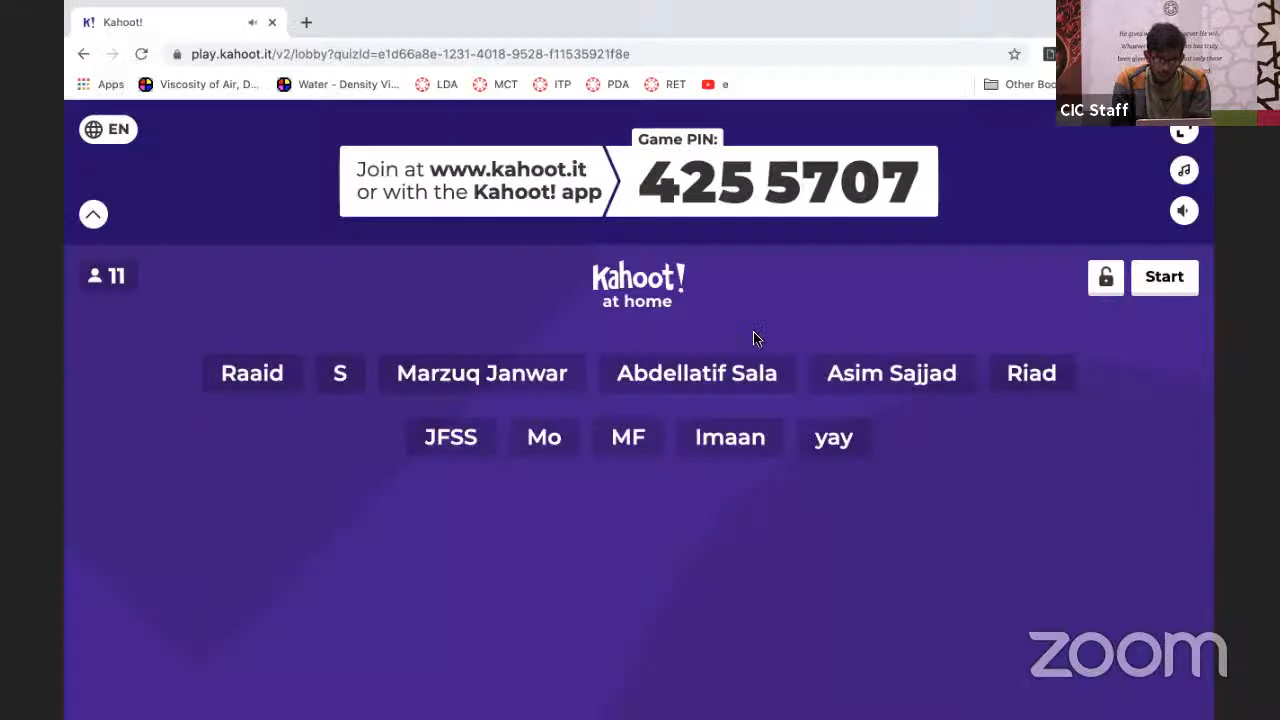 K! Kahoot!
play.kahoot.it/v2/lobby?quizId=e1d66a8e-1231-4018-9528-f11535921f8e
Apps Viscosity of Air, D... Water - Density Vi... LDA MCT ITP PDA RET e Other Boo
CIC Staff
EN
Game PIN:
Join at www.kahoot.it
or with the Kahoot! app
425 5707
11
Kahoot!
at home
Start
Raaid S Marzuq Janwar Abdellatif Sala Asim Sajjad Riad
JFSS Mo MF Imaan yay
zoom